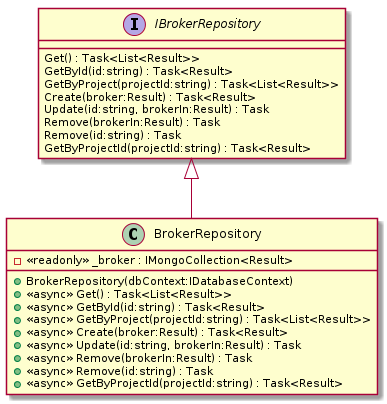 I IBrokerRepository
Get() : Task<List<Result>>
GetById(id:string) : Task<Result>
GetByProject(projectId:string) : Task<List<Result>>
Create(broker:Result) : Task<Result>
Update(id:string, brokerIn:Result) : Task
Remove(brokerIn:Result) : Task
Remove(id:string) : Task
GetByProjectId(projectId:string) : Task<Result>
C BrokerRepository
«readonly» _broker : IMongoCollection<Result>
BrokerRepository(dbContext:IDatabaseContext)
«async» Get() : Task<List<Result>>
«async» GetById(id:string) : Task<Result>
«async» GetByProject(projectId:string) : Task<List<Result>>
«async» Create(broker:Result) : Task<Result>
«async» Update(id:string, brokerIn:Result) : Task
«async» Remove(brokerIn:Result) : Task
«async» Remove(id:string) : Task
«async» GetByProjectId(projectId:string) : Task<Result>